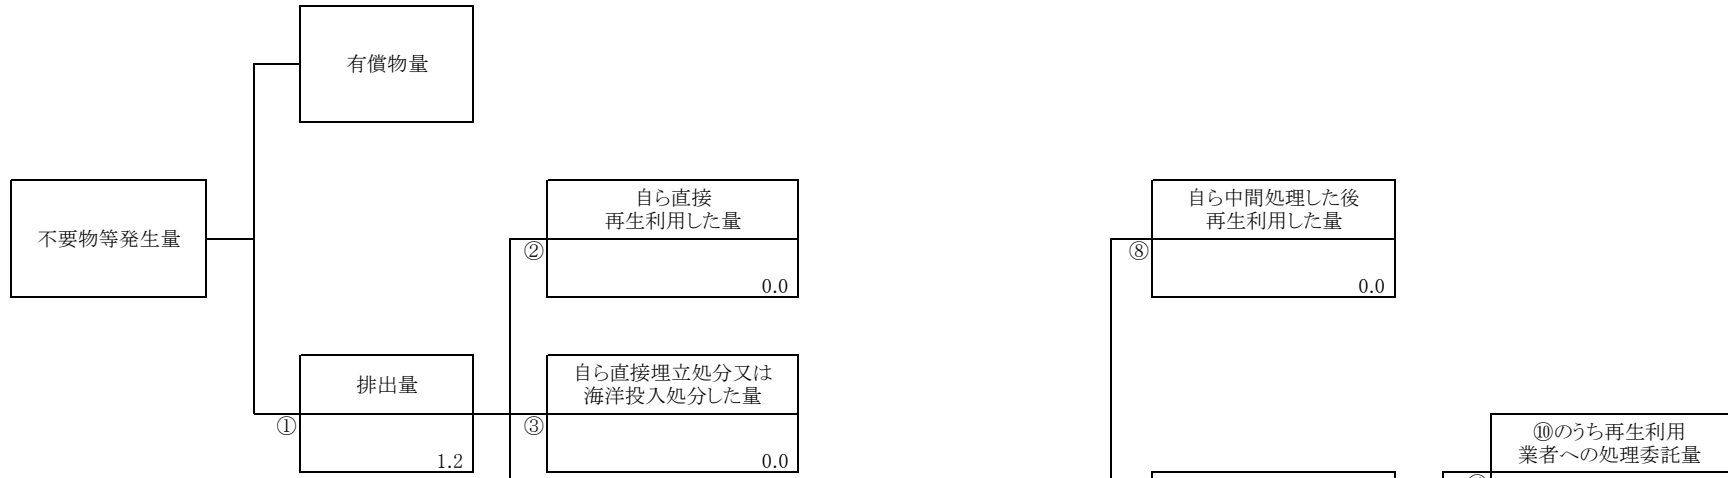 有償物量
不要物等発生量
自ら直接
再生利用した量
②
0.0
自ら中間処理した後
再生利用した量
⑧
0.0
排出量
①
1.2
自ら直接埋立処分又は
海洋投入処分した量
③
0.0
⑩のうち再生利用
業者への処理委託量